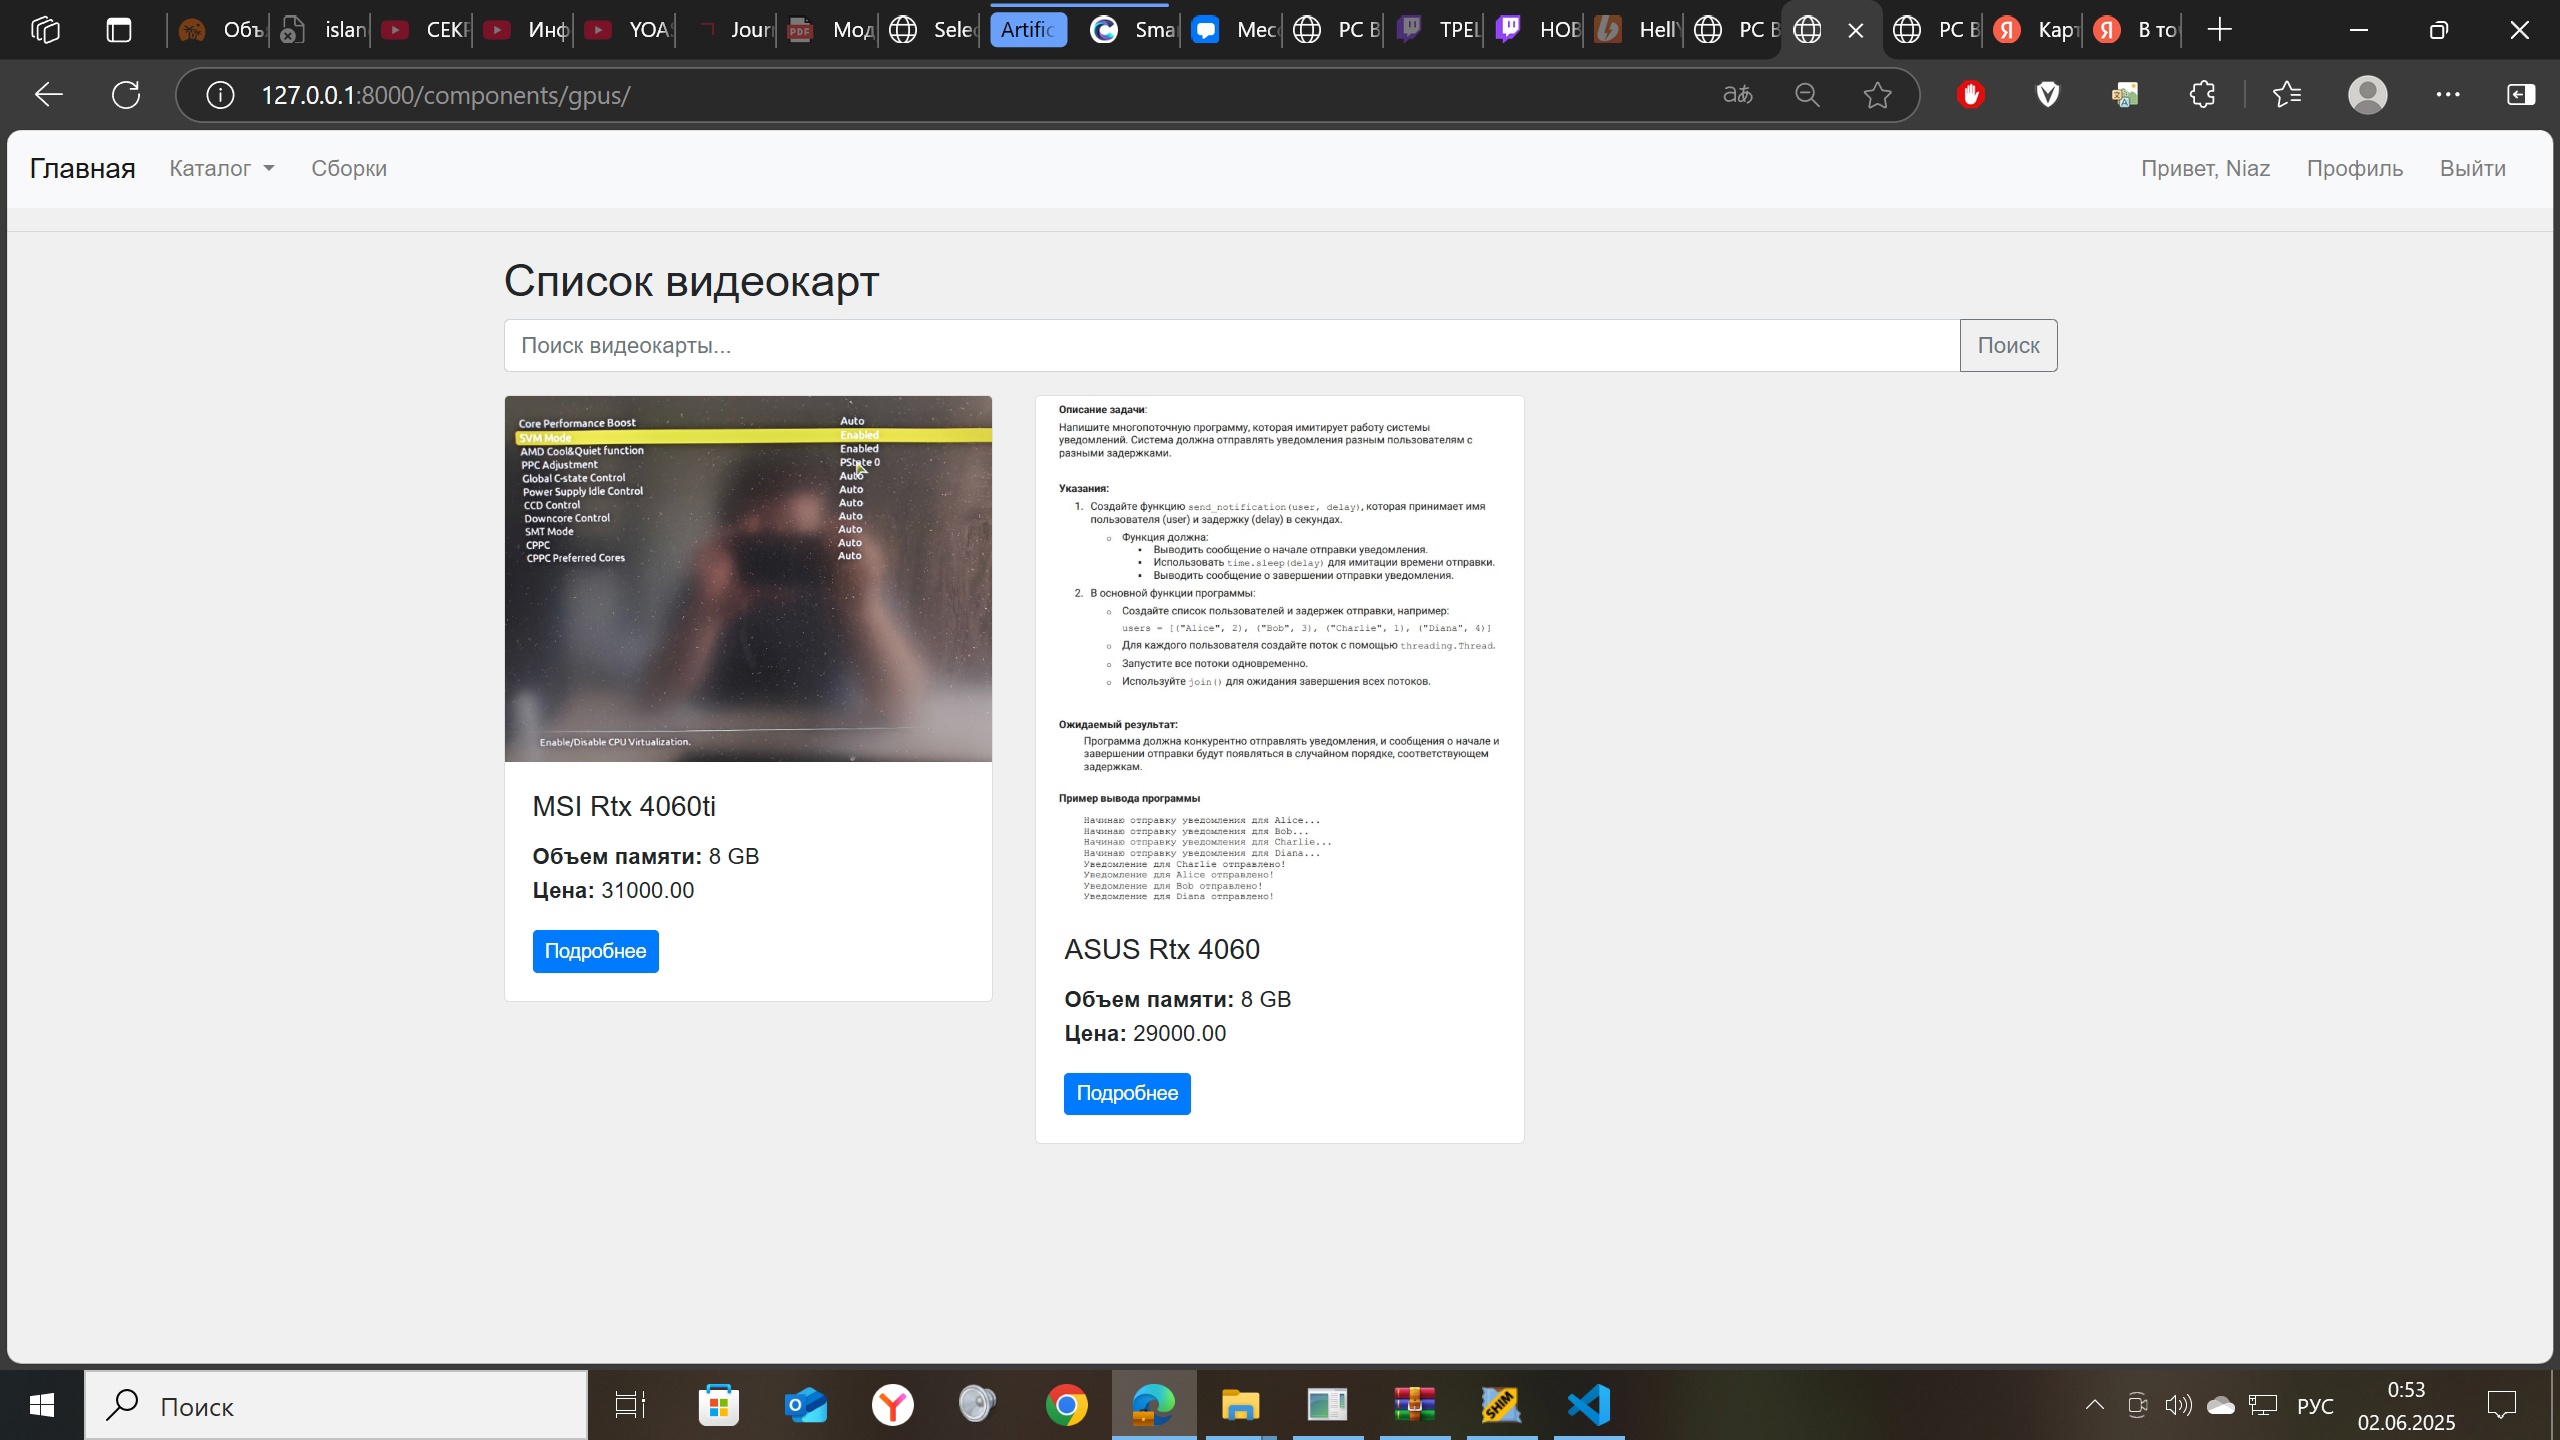 Объ
islan
СЕКР
Инф
YOA
Jour
PDF
Мод
Sele
Artific
Sma
Мес
PC B
ТРЕL
НОВ
Hell
PC B
PC B
Кар
В то
127.0.0.1:8000/components/gpus/
Главная
Каталог
Сборки
Привет, Niaz
Профиль
Выйти
Список видеокарт
Поиск видеокарты...
Поиск
Core Performance Boost Auto
SVM Mode Enabled
AMD Cool&Quiet function Enabled
PPC Adjustment PState 0
Global C-state Control Auto
Power Supply Idle Control Auto
CCD Control Auto
Downcore Control Auto
SMT Mode Auto
CPPC Auto
CPPC Preferred Cores Auto
Enable/Disable CPU Virtualization.
MSI Rtx 4060ti
Объем памяти: 8 GB
Цена: 31000.00
Подробнее
Описание задачи:
Напишите многопоточную программу, которая имитирует работу системы
уведомлений. Система должна отправлять уведомления разным пользователям с
разными задержками.
Указания:
1. Создайте функцию send_notification(user, delay), которая принимает имя
пользователя (user) и задержку (delay) в секундах.
Функция должна:
Выводить сообщение о начале отправки уведомления.
Использовать time.sleep(delay) для имитации времени отправки.
Выводить сообщение о завершении отправки уведомления.
2. В основной функции программы:
Создайте список пользователей и задержек отправки, например:
users = [("Alice", 2), ("Bob", 3), ("Charlie", 1), ("Diana", 4)]
Для каждого пользователя создайте поток с помощью threading.Thread.
Запустите все потоки одновременно.
Используйте join() для ожидания завершения всех потоков.
Ожидаемый результат:
Программа должна конкурентно отправлять уведомления, и сообщения о начале и
завершении отправки будут появляться в случайном порядке, соответствующем
задержкам.
Пример вывода программы
Начинаю отправку уведомления для Alice...
Начинаю отправку уведомления для Bob...
Начинаю отправку уведомления для Charlie...
Начинаю отправку уведомления для Diana...
Уведомление для Charlie отправлено!
Уведомление для Alice отправлено!
Уведомление для Bob отправлено!
Уведомление для Diana отправлено!
ASUS Rtx 4060
Объем памяти: 8 GB
Цена: 29000.00
Подробнее
Поиск
SHIM
РУС
0:53
02.06.2025